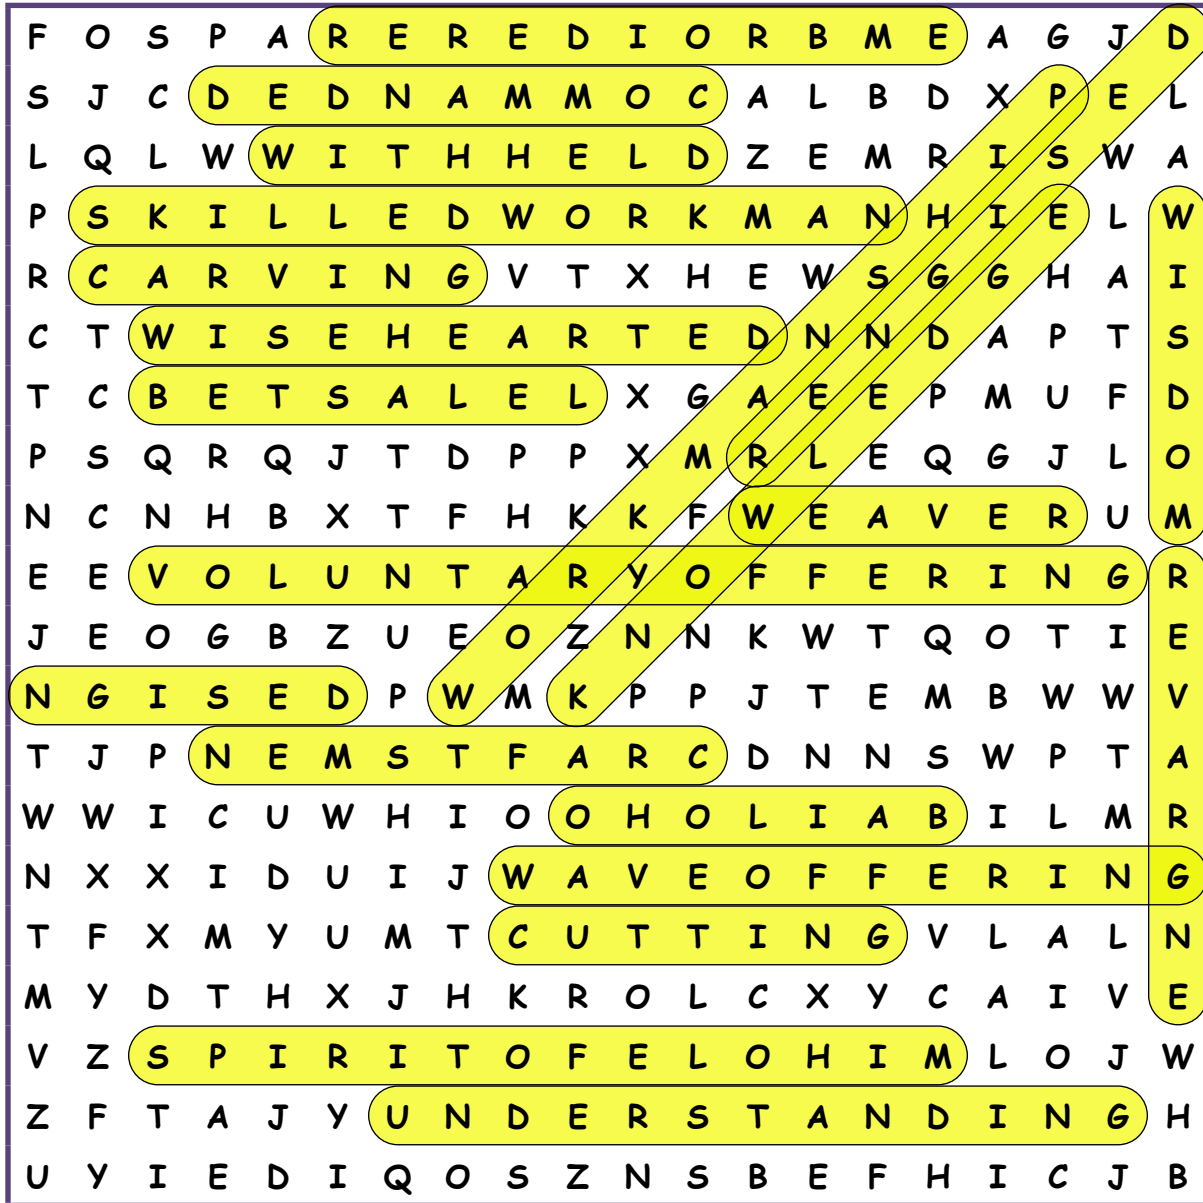 F O S P A R E R E D I O R B M E A G J D
S J C D E D N A M M O C A L B D X P E L
L Q L W W I T H H E L D Z E M R I S W A
P S K I L L E D W O R K M A N H I E L W
R C A R V I N G V T X H E W S G G H A I
C T W I S E H E A R T E D N N D A P T S
T C B E T S A L E L X G A E E P M U F D
P S Q R Q J T D P P X M R L E Q G J L O
N C N H B X T F H K K F W E A V E R U M
E E V O L U N T A R Y O F F E R I N G R
J E O G B Z U E O Z N N K W T Q O T I E
N G I S E D P W M K P P J T E M B W W V
T J P N E M S T F A R C D N N S W P T A
W W I C U W H I O O H O L I A B I L M R
N X X I D U I J W A V E O F F E R I N G
T F X M Y U M T C U T T I N G V L A L N
M Y D T H X J H K R O L C X Y C A I V E
V Z S P I R I T O F E L O H I M L O J W
Z F T A J Y U N D E R S T A N D I N G H
U Y I E D I Q O S Z N S B E F H I C J B